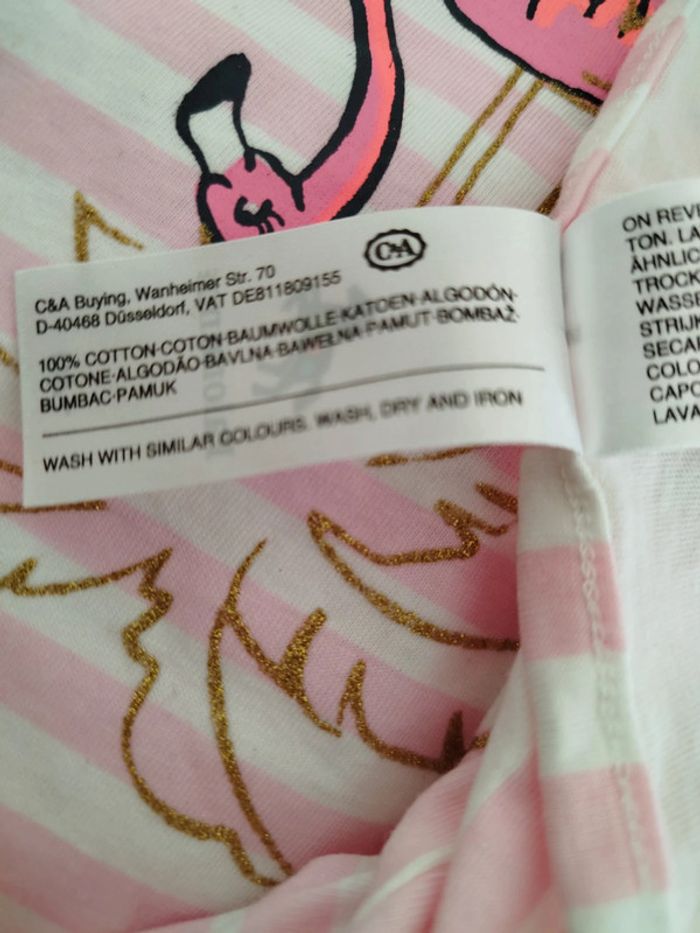 C&A
C&A Buying, Wanheimer Str. 70
D-40468 Düsseldorf, VAT DE811809155
100% COTTON·COTON·BAUMWOLLE·KATOEN·ALGODÓN·
COTONE·ALGODÃO·BAVLNA·BAWEŁNA·PAMUT·BOMBAŽ·
BUMBAC·PAMUK
WASH WITH SIMILAR COLOURS. WASH, DRY AND IRON
ON REV
TON. LA
ÄHNLIC
TROCK
WASS
STRIJK
SECAR
COLO
CAPO
LAVA